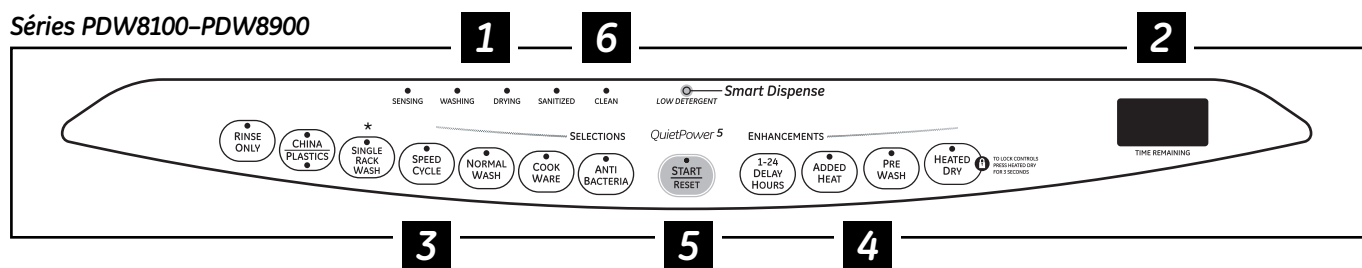 Séries PDW8100–PDW8900
1
6
2
SENSING WASHING DRYING SANITIZED CLEAN
LOW DETERGENT
Smart Dispense
SELECTIONS
QuietPower 5
ENHANCEMENTS
TIME REMAINING
RINSE
ONLY
CHINA
PLASTICS
*
SINGLE
RACK
WASH
SPEED
CYCLE
NORMAL
WASH
COOK
WARE
ANTI
BACTERIA
START
RESET
1-24
DELAY
HOURS
ADDED
HEAT
PRE
WASH
HEATED
DRY
TO LOCK CONTROLS
PRESS HEATED DRY
FOR 3 SECONDS
3
5
4